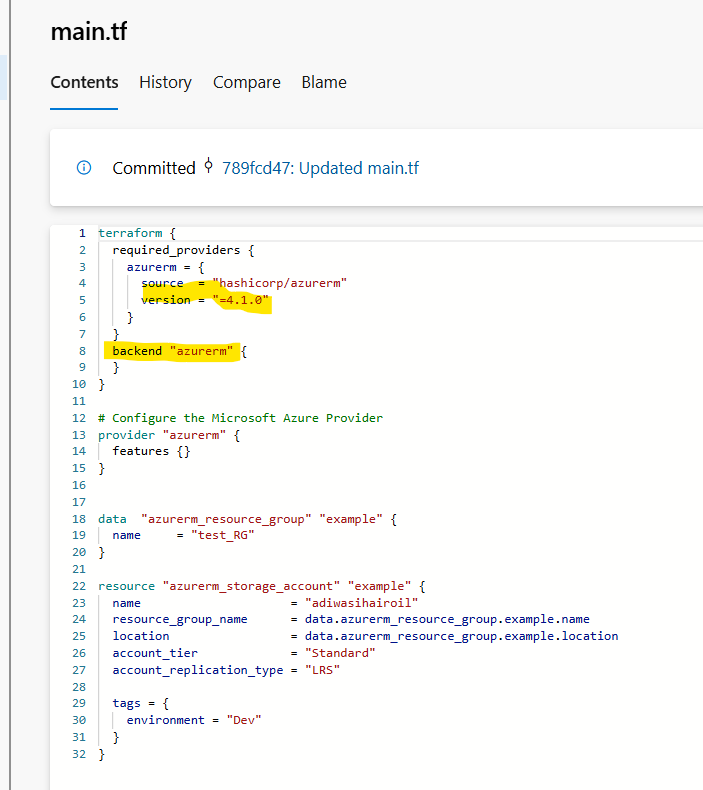 main.tf
Contents History Compare Blame
Committed 789fcd47: Updated main.tf
1 terraform {
2 required_providers {
3 azurerm = {
4 source = "hashicorp/azurerm"
5 version = "=4.1.0"
6 }
7 }
8 backend "azurerm" {
9 }
10 }
11
12 # Configure the Microsoft Azure Provider
13 provider "azurerm" {
14 features {}
15 }
16
17
18 data "azurerm_resource_group" "example" {
19 name = "test_RG"
20 }
21
22 resource "azurerm_storage_account" "example" {
23 name = "adiwasihairoil"
24 resource_group_name = data.azurerm_resource_group.example.name
25 location = data.azurerm_resource_group.example.location
26 account_tier = "Standard"
27 account_replication_type = "LRS"
28
29 tags = {
30 environment = "Dev"
31 }
32 }